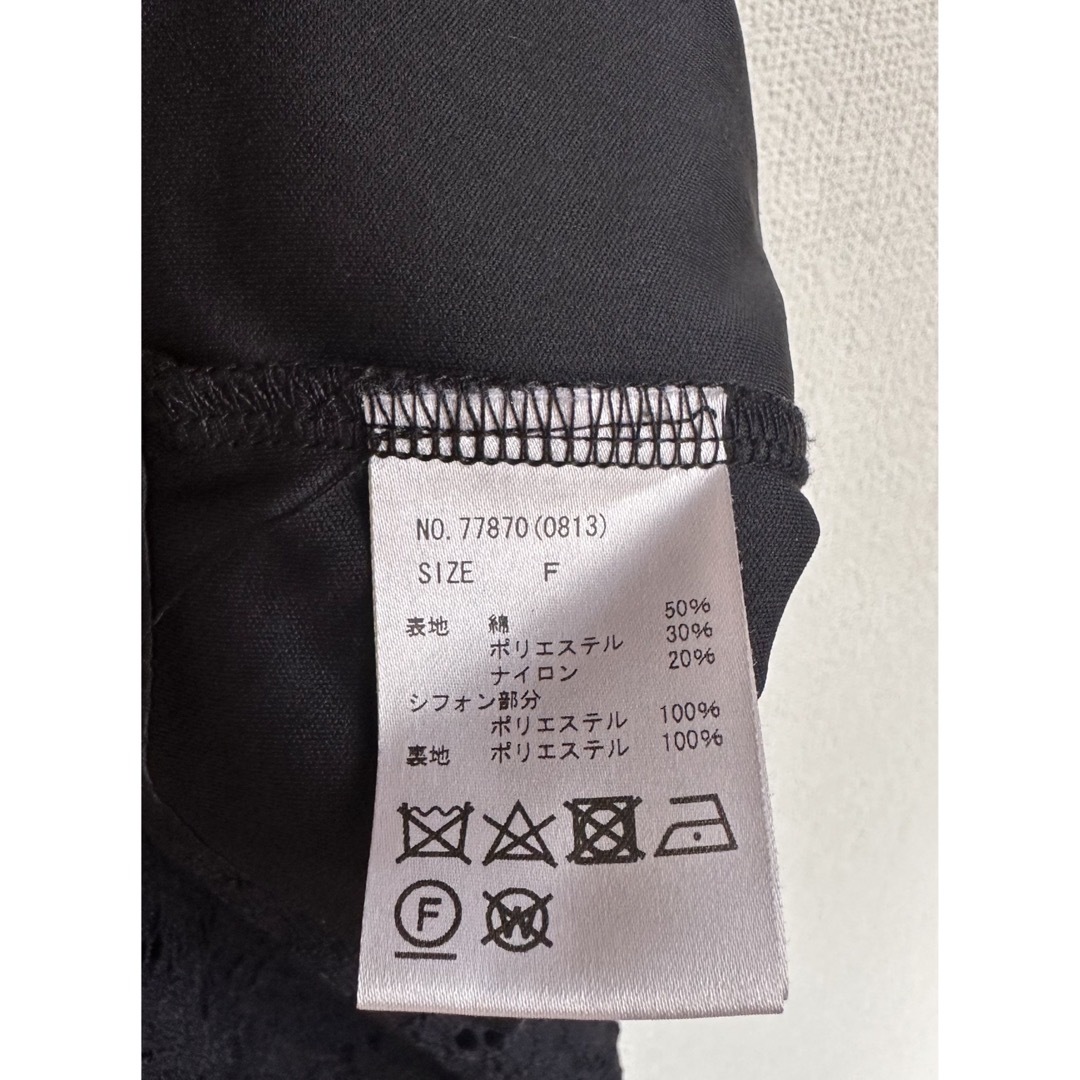 NO.77870(0813)
SIZE F
表地 綿 50%
ポリエステル 30%
ナイロン 20%
シフォン部分
ポリエステル 100%
裏地 ポリエステル 100%
F W